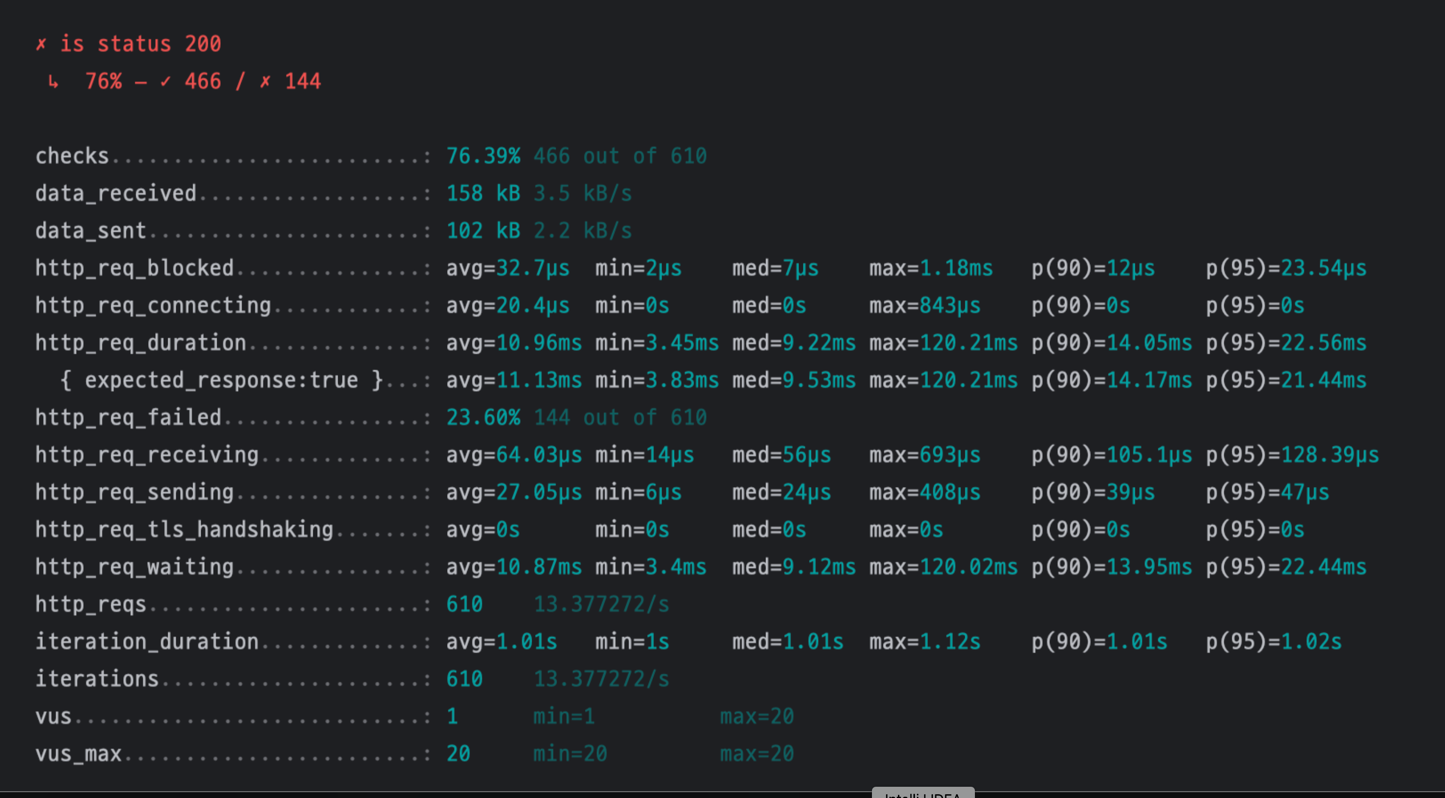 ✗ is status 200
↳ 76% — ✓ 466 / ✗ 144
checks.........................: 76.39% 466 out of 610
data_received..................: 158 kB 3.5 kB/s
data_sent......................: 102 kB 2.2 kB/s
http_req_blocked...............: avg=32.7µs min=2µs med=7µs max=1.18ms p(90)=12µs p(95)=23.54µs
http_req_connecting............: avg=20.4µs min=0s med=0s max=843µs p(90)=0s p(95)=0s
http_req_duration..............: avg=10.96ms min=3.45ms med=9.22ms max=120.21ms p(90)=14.05ms p(95)=22.56ms
{ expected_response:true }...: avg=11.13ms min=3.83ms med=9.53ms max=120.21ms p(90)=14.17ms p(95)=21.44ms
http_req_failed................: 23.60% 144 out of 610
http_req_receiving.............: avg=64.03µs min=14µs med=56µs max=693µs p(90)=105.1µs p(95)=128.39µs
http_req_sending...............: avg=27.05µs min=6µs med=24µs max=408µs p(90)=39µs p(95)=47µs
http_req_tls_handshaking.......: avg=0s min=0s med=0s max=0s p(90)=0s p(95)=0s
http_req_waiting...............: avg=10.87ms min=3.4ms med=9.12ms max=120.02ms p(90)=13.95ms p(95)=22.44ms
http_reqs......................: 610 13.377272/s
iteration_duration.............: avg=1.01s min=1s med=1.01s max=1.12s p(90)=1.01s p(95)=1.02s
iterations.....................: 610 13.377272/s
vus............................: 1 min=1 max=20
vus_max........................: 20 min=20 max=20
IntelliJ IDEA